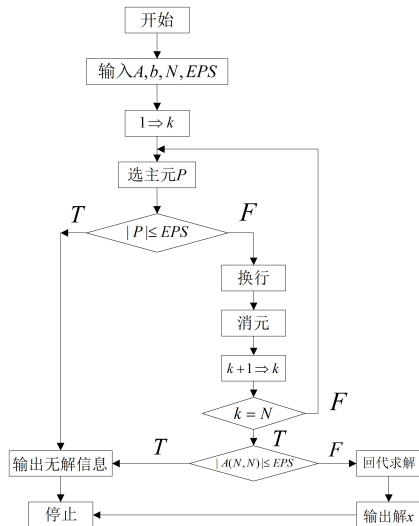 开始
输入A,b,N,EPS
1⇒k
选主元P
T
F
|P|≤EPS
换行
消元
k+1⇒k
F
k=N
T
T
F
输出无解信息
|A(N,N)|≤EPS
回代求解
停止
输出解x